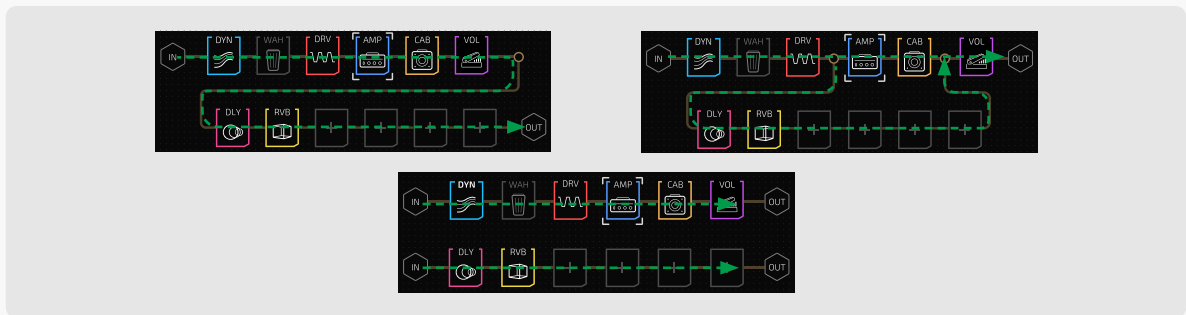 IN DYN WAH DRV AMP CAB VOL
DLY RVB OUT
IN DYN WAH DRV AMP CAB VOL OUT
DLY RVB
IN DYN WAH DRV AMP CAB VOL OUT
IN DLY RVB OUT